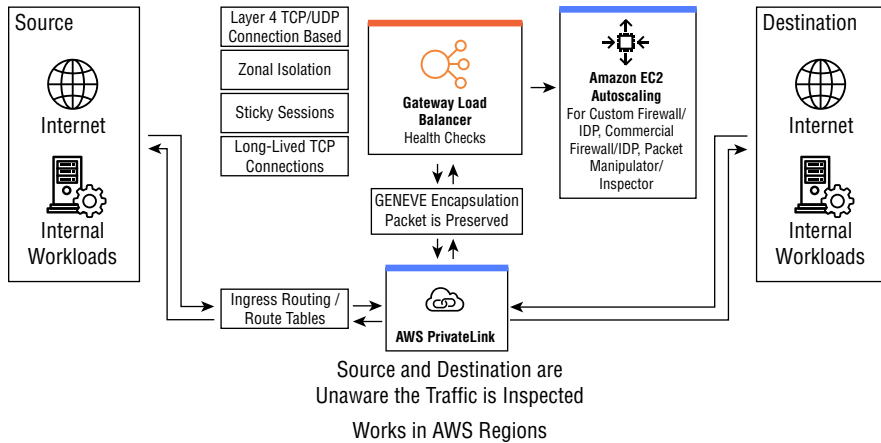 Source
Internet
Internal
Workloads
Layer 4 TCP/UDP
Connection Based
Zonal Isolation
Sticky Sessions
Long-Lived TCP
Connections
Gateway Load
Balancer
Health Checks
Amazon EC2
Autoscaling
For Custom Firewall/
IDP, Commercial
Firewall/IDP, Packet
Manipulator/
Inspector
Destination
Internet
Internal
Workloads
GENEVE Encapsulation
Packet is Preserved
Ingress Routing /
Route Tables
AWS PrivateLink
Source and Destination are
Unaware the Traffic is Inspected
Works in AWS Regions